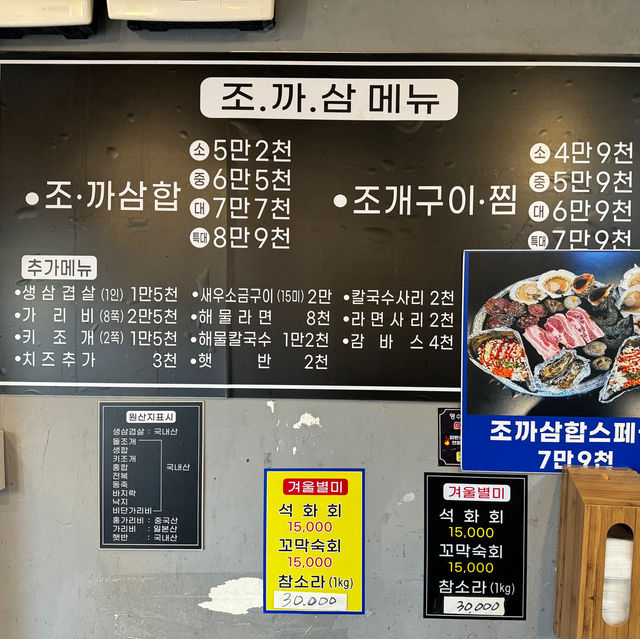 조.까.삼 메뉴
•조·까삼합
소 5만 2천
중 6만 5천
대 7만 7천
특대 8만 9천
•조개구이·찜
소 4만 9천
중 5만 9천
대 6만 9천
특대 7만 9천
추가메뉴
•생삼겹살 (1인) 1만5천
•가리비 (8쪽) 2만5천
•키조개 (2쪽) 1만5천
•치즈추가 3천
•새우소금구이 (15미) 2만
•해물라면 8천
•해물칼국수 1만2천
•햇반 2천
•칼국수사리 2천
•라면사리 2천
•감바스 4천
조까삼합스페
7만 9천
원산지표시
생삼겹살 : 국내산
돌조개
생합
키조개
홍합
전복
동죽
바지락
낙지
비단가리비
국내산
홍가리비 : 중국산
가리비 : 일본산
햇반 : 국내산
겨울별미
석화회
15,000
꼬막숙회
15,000
참소라 (1kg)
30.000
겨울별미
석화회
15,000
꼬막숙회
15,000
참소라 (1kg)
30,000